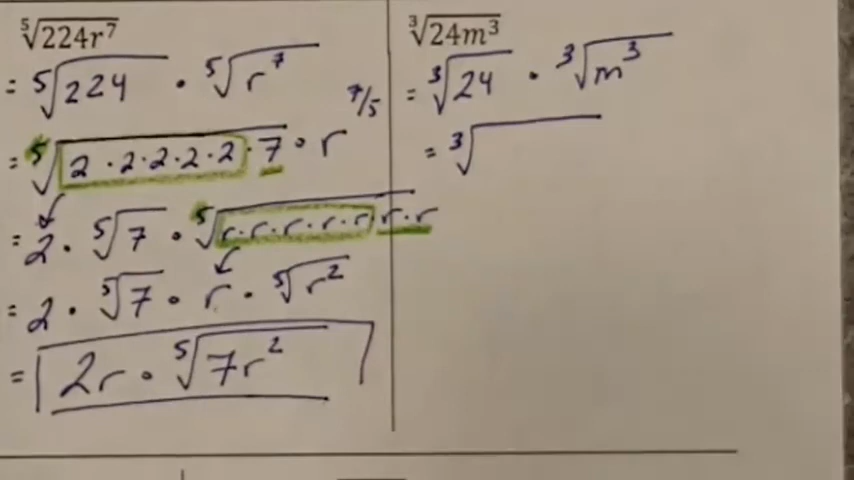 ⁵√224r⁷
= ⁵√224 · ⁵√r⁷
= ⁵√2·2·2·2·2·7 · r^7/5
= 2 · ⁵√7 · ⁵√r·r·r·r·r·r·r
= 2 · ⁵√7 · r · ⁵√r²
= 2r · ⁵√7r²
³√24m³
= ³√24 · ³√m³
= ³√